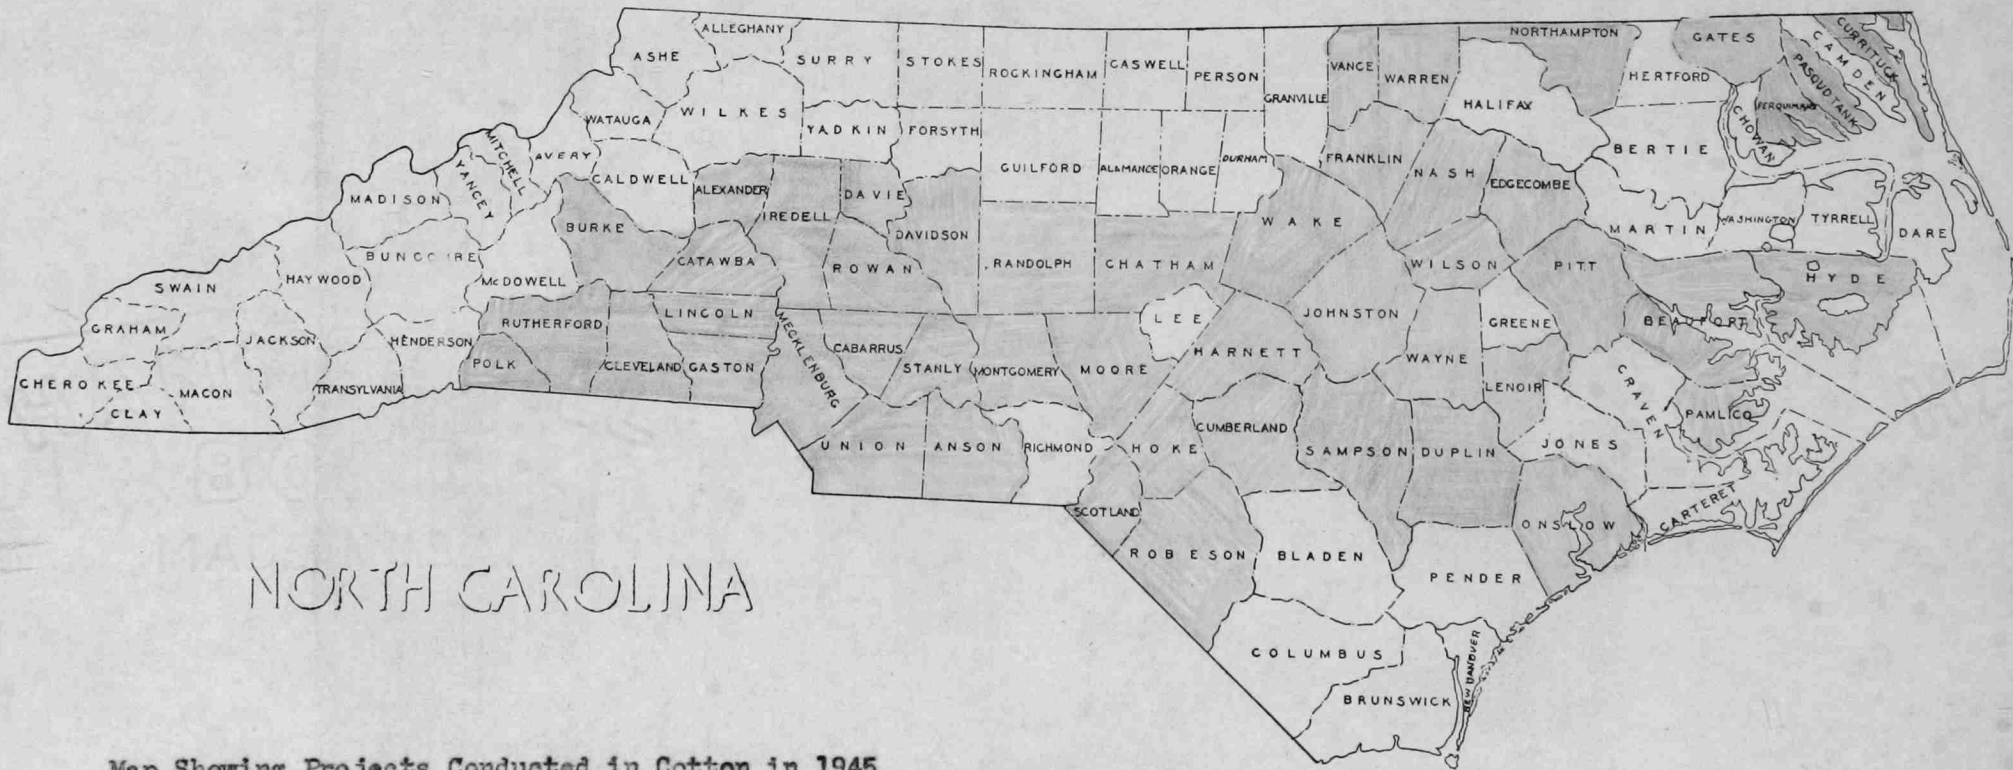 ALLEGHANY
ASHE
SURRY
STOKES
ROCKINGHAM
CASWELL
PERSON
GRANVILLE
VANCE
WARREN
NORTHAMPTON
GATES
CURRITUCK
CAMDEN
PASQUOTANK
PERQUIMANS
CHOWAN
HERTFORD
HALIFAX
WATAUGA
WILKES
YADKIN
FORSYTH
GUILFORD
ALAMANCE
ORANGE
DURHAM
FRANKLIN
NASH
EDGECOMBE
BERTIE
MITCHELL
AVERY
YANCEY
CALDWELL
ALEXANDER
IREDELL
DAVIE
MADISON
BURKE
DAVIDSON
WAKE
MARTIN
WASHINGTON
TYRRELL
DARE
BUNCOMBE
HAYWOOD
McDOWELL
CATAWBA
ROWAN
RANDOLPH
CHATHAM
WILSON
PITT
HYDE
SWAIN
GRAHAM
JACKSON
HENDERSON
RUTHERFORD
LINCOLN
MECKLENBURG
LEE
JOHNSTON
GREENE
BEAUFORT
CHEROKEE
MACON
CLAY
TRANSYLVANIA
POLK
CLEVELAND
GASTON
CABARRUS
STANLY
MONTGOMERY
MOORE
HARNETT
WAYNE
LENOIR
CRAVEN
PAMLICO
UNION
ANSON
RICHMOND
HOKE
CUMBERLAND
SAMPSON
DUPLIN
JONES
CARTERET
SCOTLAND
ROBESON
BLADEN
PENDER
ONSLOW
COLUMBUS
BRUNSWICK
NEW HANOVER
NORTH CAROLINA
Map Showing Projects Conducted in Cotton in 1945